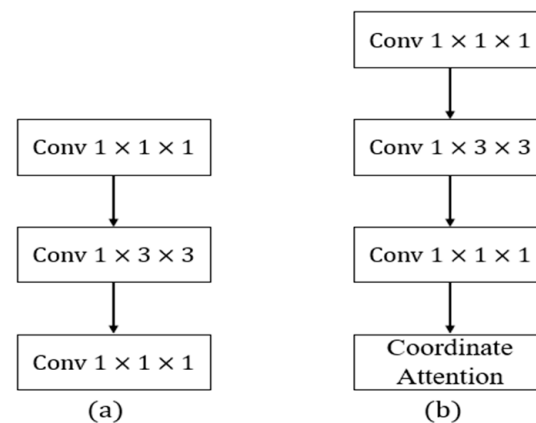 Conv 1 × 1 × 1
Conv 1 × 3 × 3
Conv 1 × 1 × 1
(a)
Conv 1 × 1 × 1
Conv 1 × 3 × 3
Conv 1 × 1 × 1
Coordinate
Attention
(b)